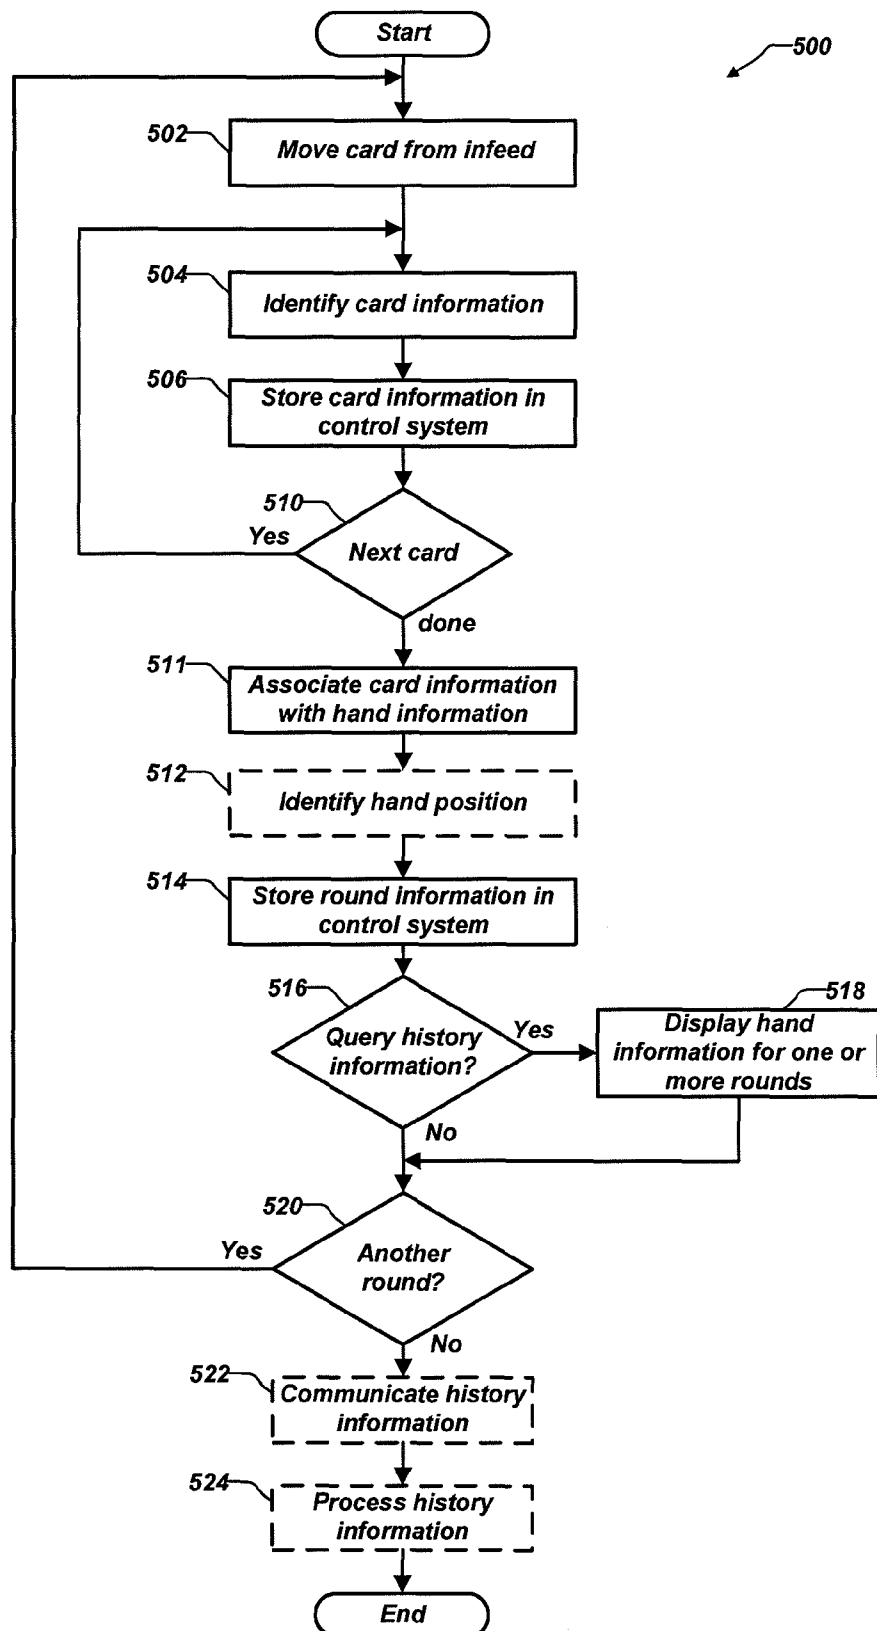 Start
500
502
Move card from infeed
504
Identify card information
506
Store card information in
control system
510
Yes
Next card
done
511
Associate card information
with hand information
512
Identify hand position
514
Store round information in
control system
516
Query history
information?
Yes
518
Display hand
information for one or
more rounds
No
520
Yes
Another
round?
No
522
Communicate history
information
524
Process history
information
End